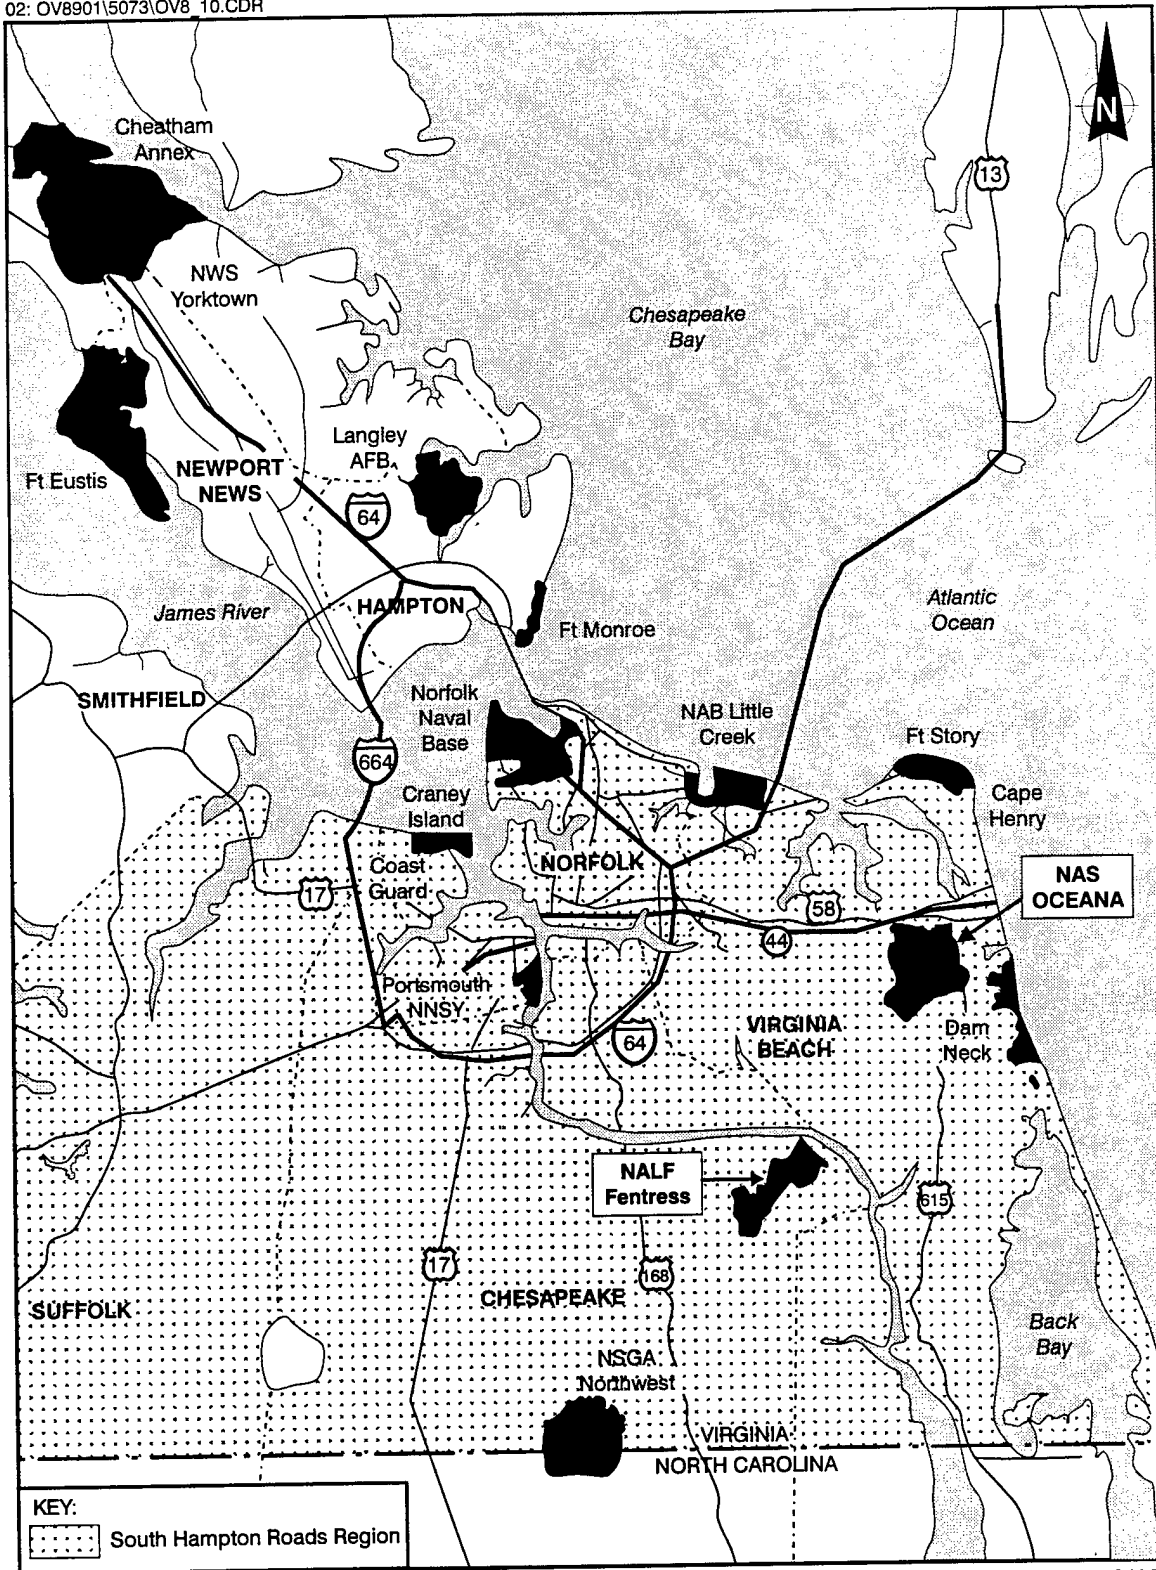 02: OV8901\5073\OV8_10.CDR
N
Cheatham
Annex
13
NWS
Yorktown
Chesapeake
Bay
Langley
AFB
Ft Eustis
NEWPORT
NEWS
64
James River
HAMPTON
Ft Monroe
Atlantic
Ocean
SMITHFIELD
Norfolk
Naval
Base
NAB Little
Creek
Ft Story
664
Craney
Island
Cape
Henry
NORFOLK
Coast
Guard
17
58
NAS
OCEANA
44
Portsmouth
NNSY
64
VIRGINIA
BEACH
Dam
Neck
NALF
Fentress
615
17
168
CHESAPEAKE
SUFFOLK
Back
Bay
NSGA
Northwest
VIRGINIA
NORTH CAROLINA
KEY:
South Hampton Roads Region